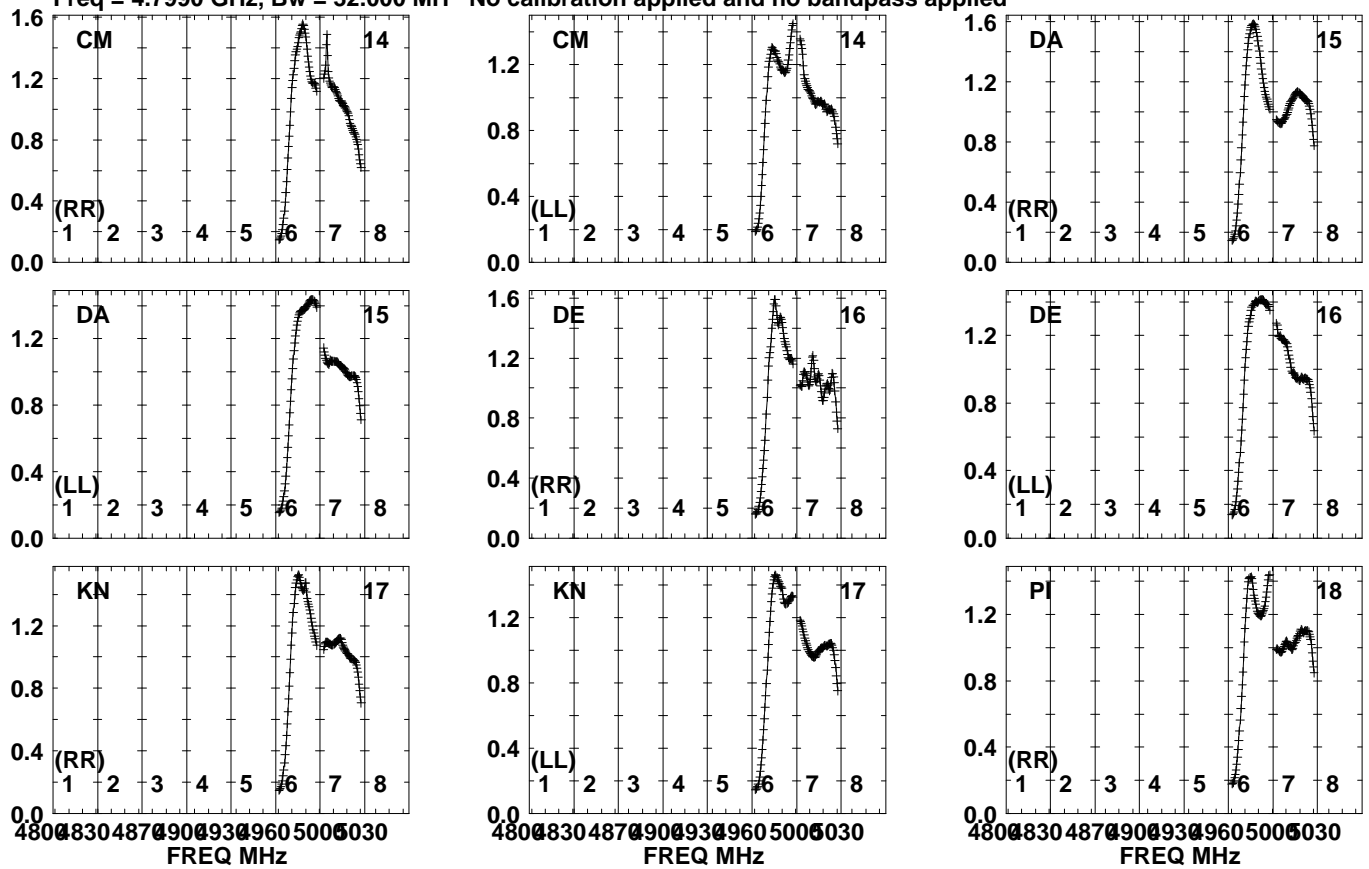 Freq = 4.7990 GHz, Bw = 32.000 MH No calibration applied and no bandpass applied
1.6 CM 14 CM 14 1.6 DA 15
1.2 1.2 1.2
0.8 0.8 0.8
0.4 0.4 0.4
(RR) (LL) (RR)
1 2 3 4 5 6 7 8 1 2 3 4 5 6 7 8 1 2 3 4 5 6 7 8
0.0 0.0 0.0
DA 15 1.6 DE 16 DE 16
1.2 1.2 1.2
0.8 0.8 0.8
0.4 0.4 0.4
(LL) (RR) (LL)
1 2 3 4 5 6 7 8 1 2 3 4 5 6 7 8 1 2 3 4 5 6 7 8
0.0 0.0 0.0
KN 17 KN 17 PI 18
1.2 1.2 1.2
0.8 0.8 0.8
0.4 0.4 0.4
(RR) (LL) (RR)
1 2 3 4 5 6 7 8 1 2 3 4 5 6 7 8 1 2 3 4 5 6 7 8
0.0 0.0 0.0
4800 4830 4870 4900 4930 4960 5000 5030 4800 4830 4870 4900 4930 4960 5000 5030 4800 4830 4870 4900 4930 4960 5000 5030
FREQ MHz FREQ MHz FREQ MHz